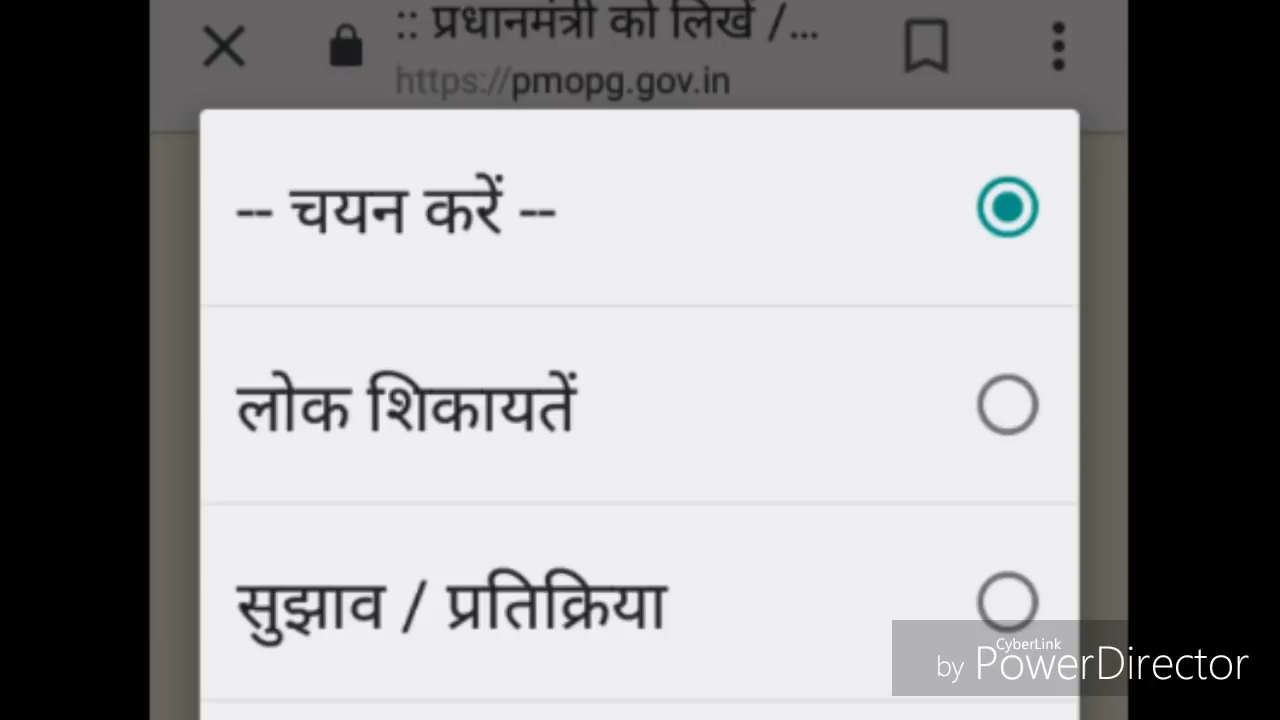 :: प्रधानमंत्री को लिखें /...
https://pmopg.gov.in
-- चयन करें --
लोक शिकायतें
सुझाव / प्रतिक्रिया
CyberLink
by PowerDirector